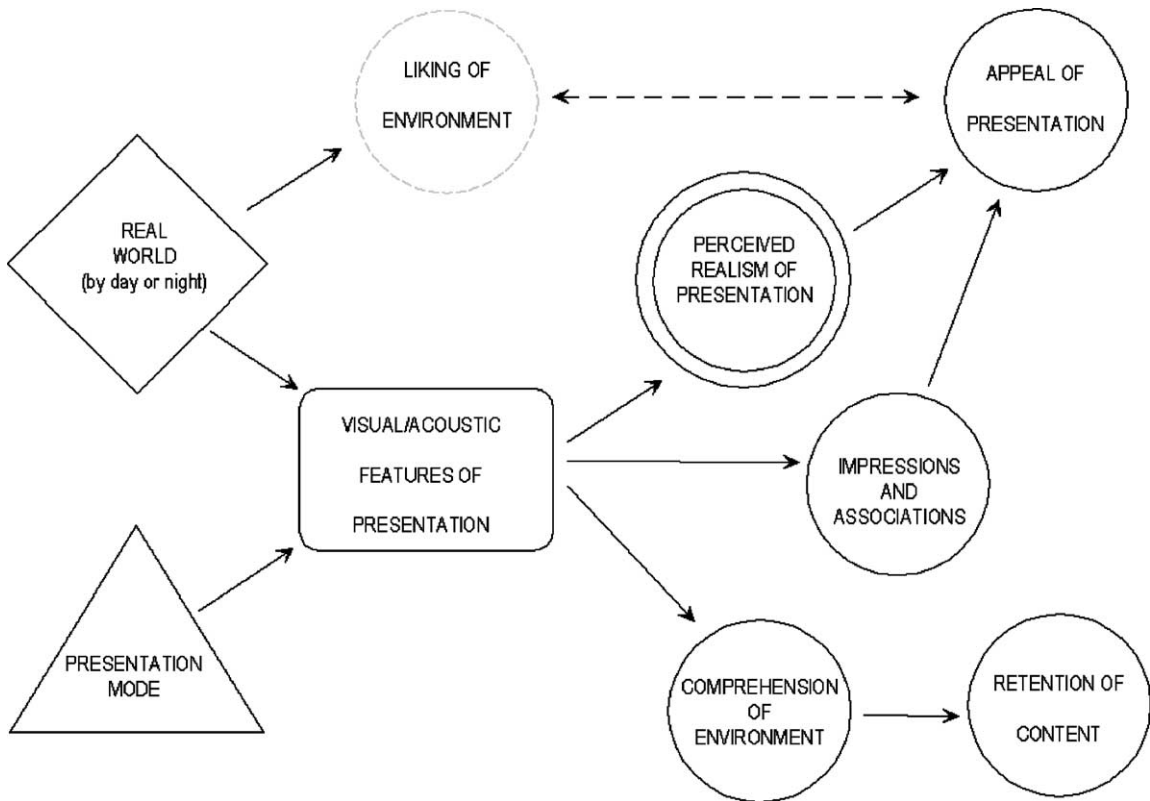 LIKING OF
ENVIRONMENT
APPEAL OF
PRESENTATION
REAL
WORLD
(by day or night)
PERCEIVED
REALISM OF
PRESENTATION
VISUAL/ACOUSTIC
FEATURES OF
PRESENTATION
IMPRESSIONS
AND
ASSOCIATIONS
PRESENTATION
MODE
COMPREHENSION
OF
ENVIRONMENT
RETENTION OF
CONTENT